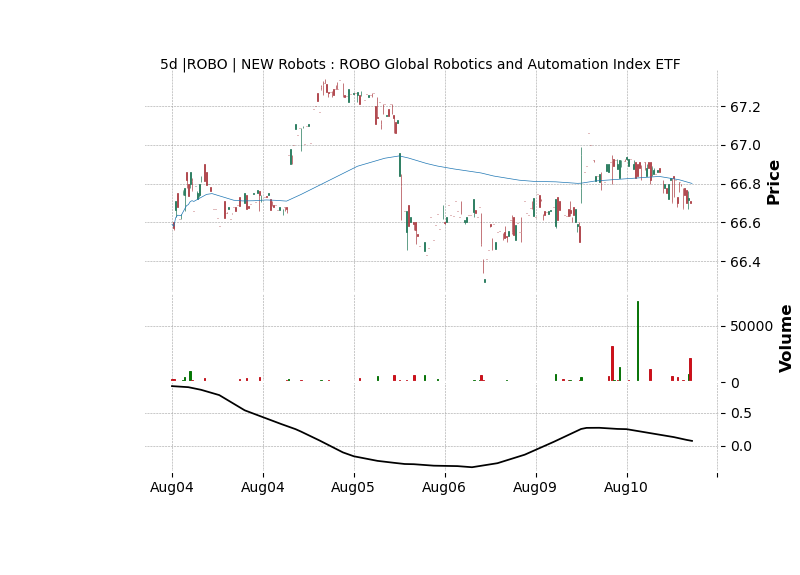 5d |ROBO | NEW Robots : ROBO Global Robotics and Automation Index ETF
67.2
67.0
66.8
66.6
66.4
Price
50000
0
Volume
0.5
0.0
Aug04 Aug04 Aug05 Aug06 Aug09 Aug10